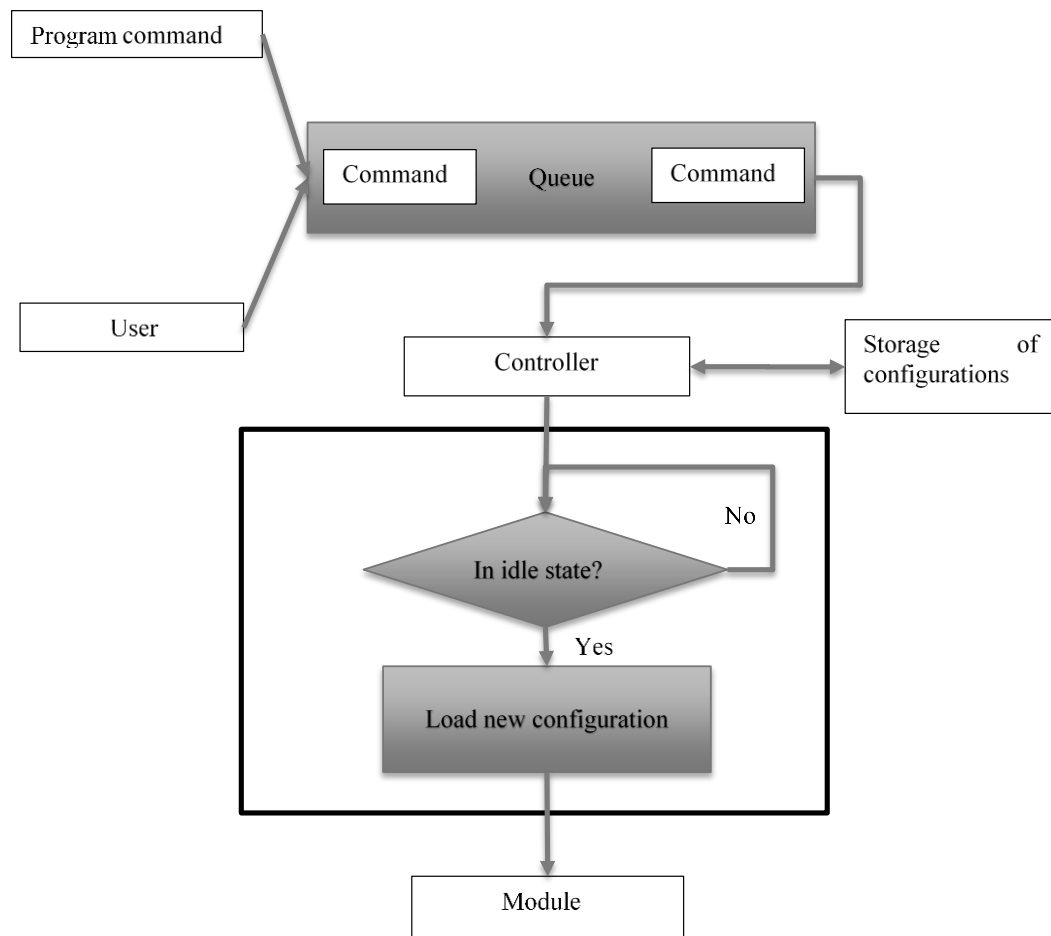 Program command
Command
Queue
Command
User
Controller
Storage of
configurations
No
In idle state?
Yes
Load new configuration
Module